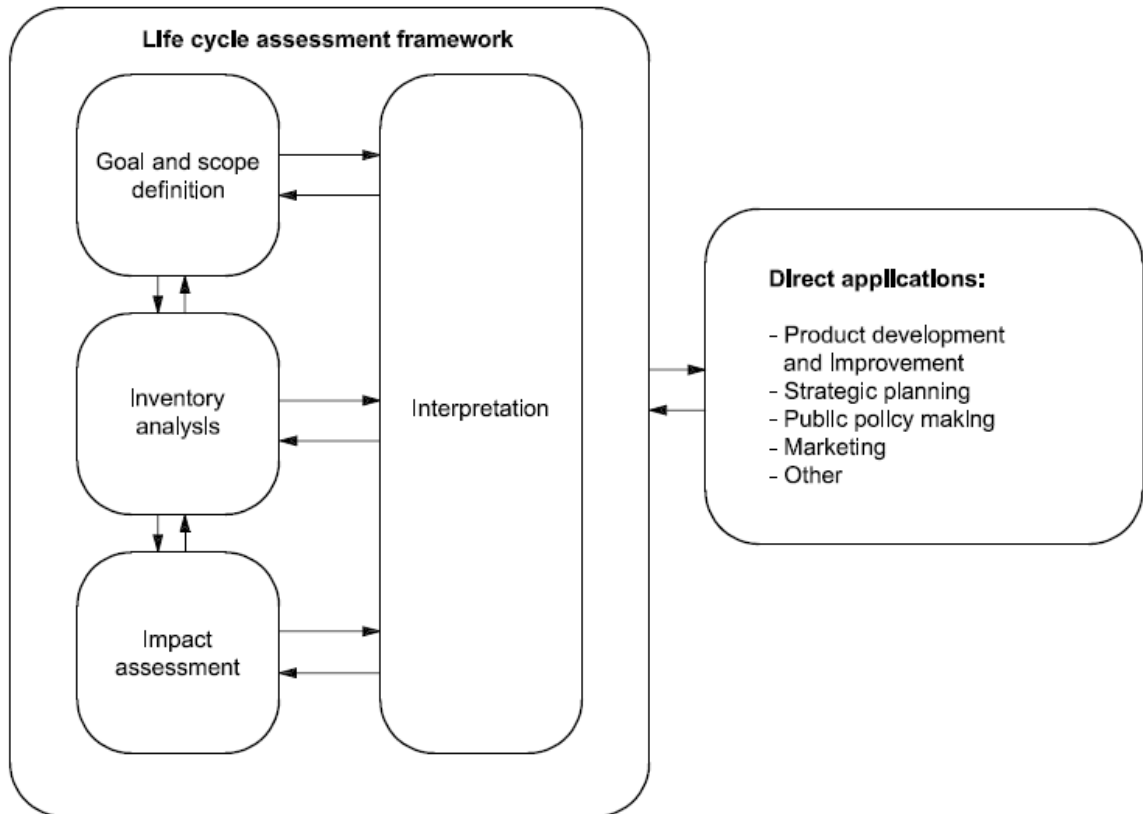 Life cycle assessment framework
Goal and scope
definition
Inventory
analysis
Impact
assessment
Interpretation
Direct applications:
- Product development
and Improvement
- Strategic planning
- Public policy making
- Marketing
- Other